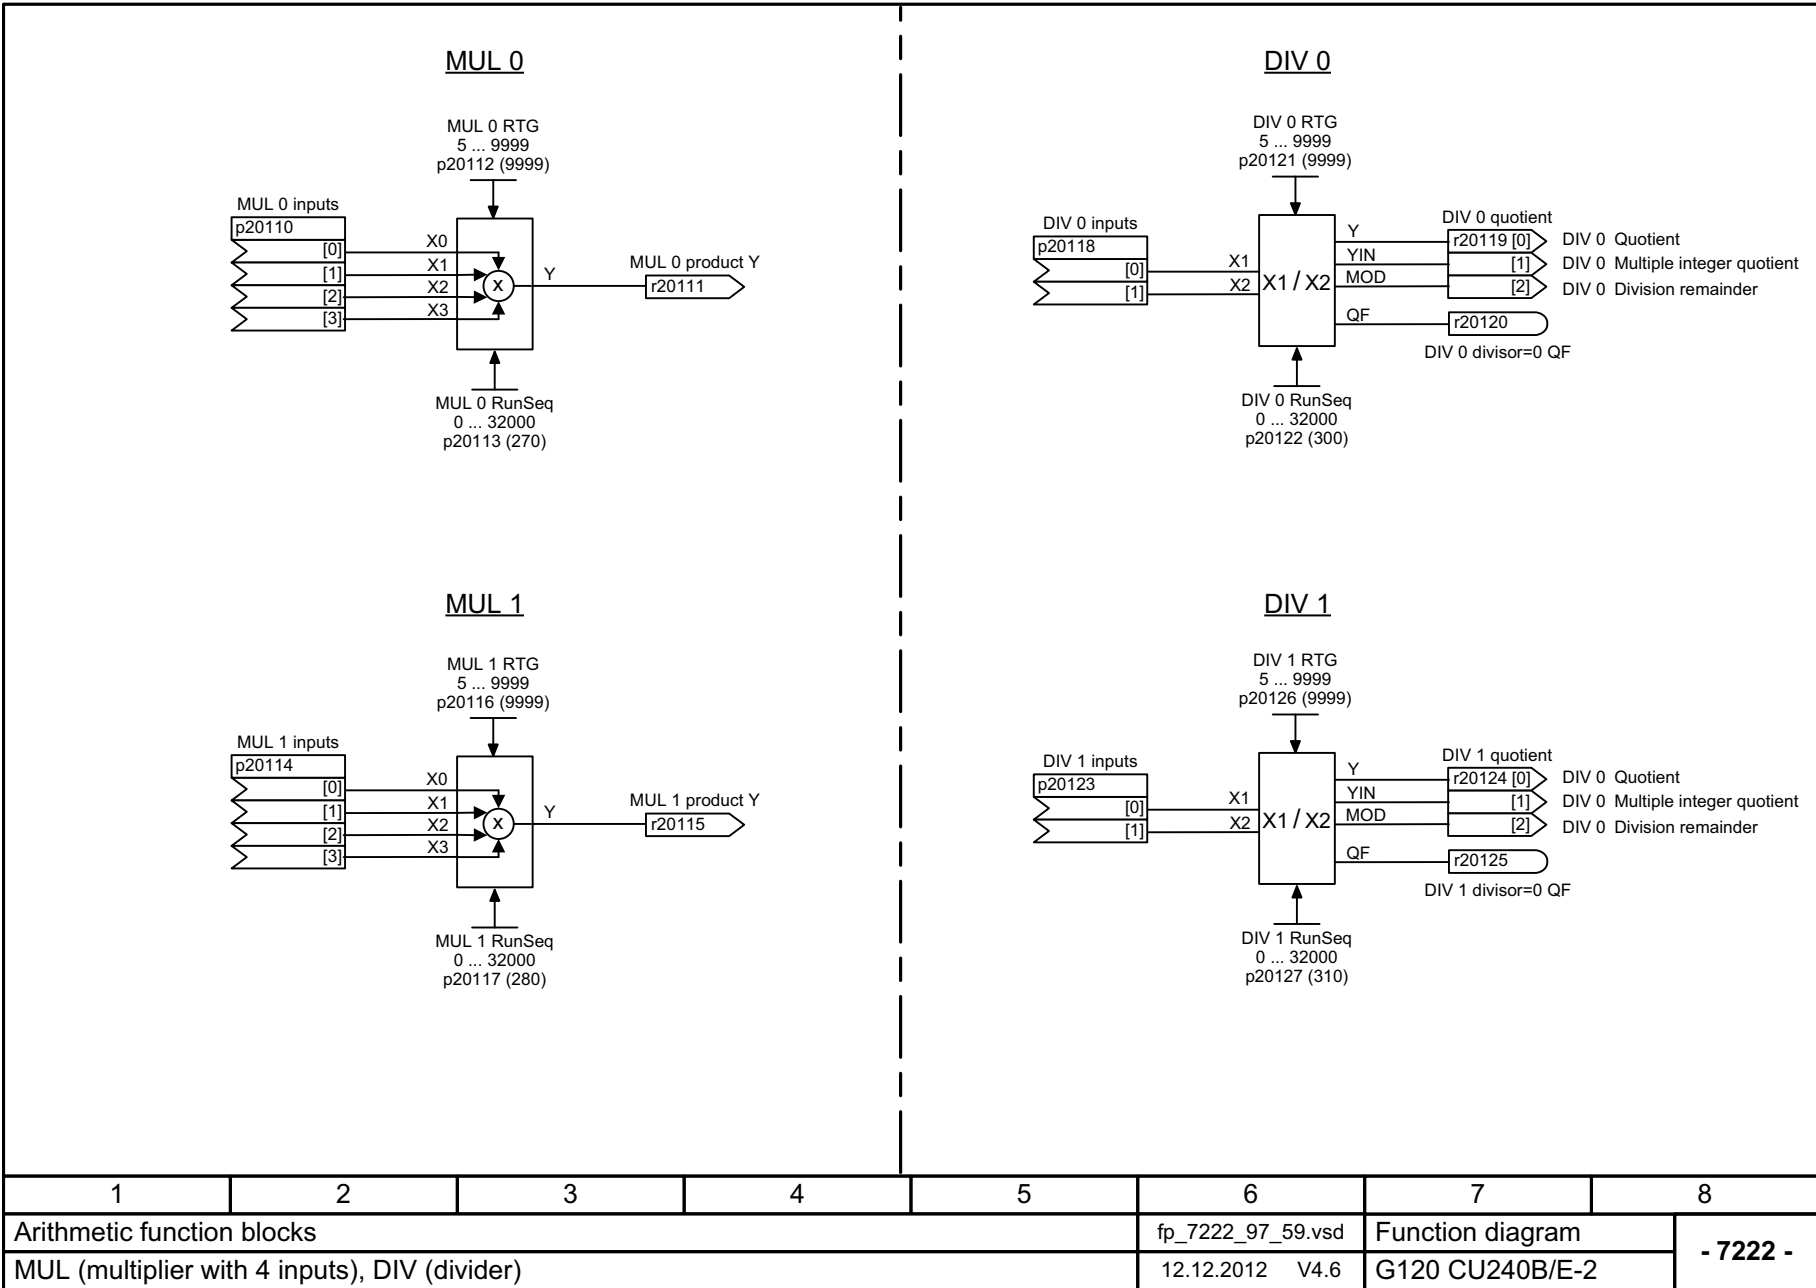 MUL 0
MUL 0 RTG
5 ... 9999
p20112 (9999)
MUL 0 inputs
p20110
[0]
[1]
[2]
[3]
X0
X1
X2
X3
X
Y
MUL 0 product Y
r20111
MUL 0 RunSeq
0 ... 32000
p20113 (270)
DIV 0
DIV 0 RTG
5 ... 9999
p20121 (9999)
DIV 0 inputs
p20118
[0]
[1]
X1
X2
X1 / X2
Y
YIN
MOD
QF
DIV 0 quotient
r20119 [0]
[1]
[2]
DIV 0 Quotient
DIV 0 Multiple integer quotient
DIV 0 Division remainder
r20120
DIV 0 divisor=0 QF
DIV 0 RunSeq
0 ... 32000
p20122 (300)
MUL 1
MUL 1 RTG
5 ... 9999
p20116 (9999)
MUL 1 inputs
p20114
[0]
[1]
[2]
[3]
X0
X1
X2
X3
X
Y
MUL 1 product Y
r20115
MUL 1 RunSeq
0 ... 32000
p20117 (280)
DIV 1
DIV 1 RTG
5 ... 9999
p20126 (9999)
DIV 1 inputs
p20123
[0]
[1]
X1
X2
X1 / X2
Y
YIN
MOD
QF
DIV 1 quotient
r20124 [0]
[1]
[2]
DIV 0 Quotient
DIV 0 Multiple integer quotient
DIV 0 Division remainder
r20125
DIV 1 divisor=0 QF
DIV 1 RunSeq
0 ... 32000
p20127 (310)
1 2 3 4 5 6 7 8
Arithmetic function blocks
fp_7222_97_59.vsd
Function diagram
- 7222 -
MUL (multiplier with 4 inputs), DIV (divider)
12.12.2012 V4.6
G120 CU240B/E-2